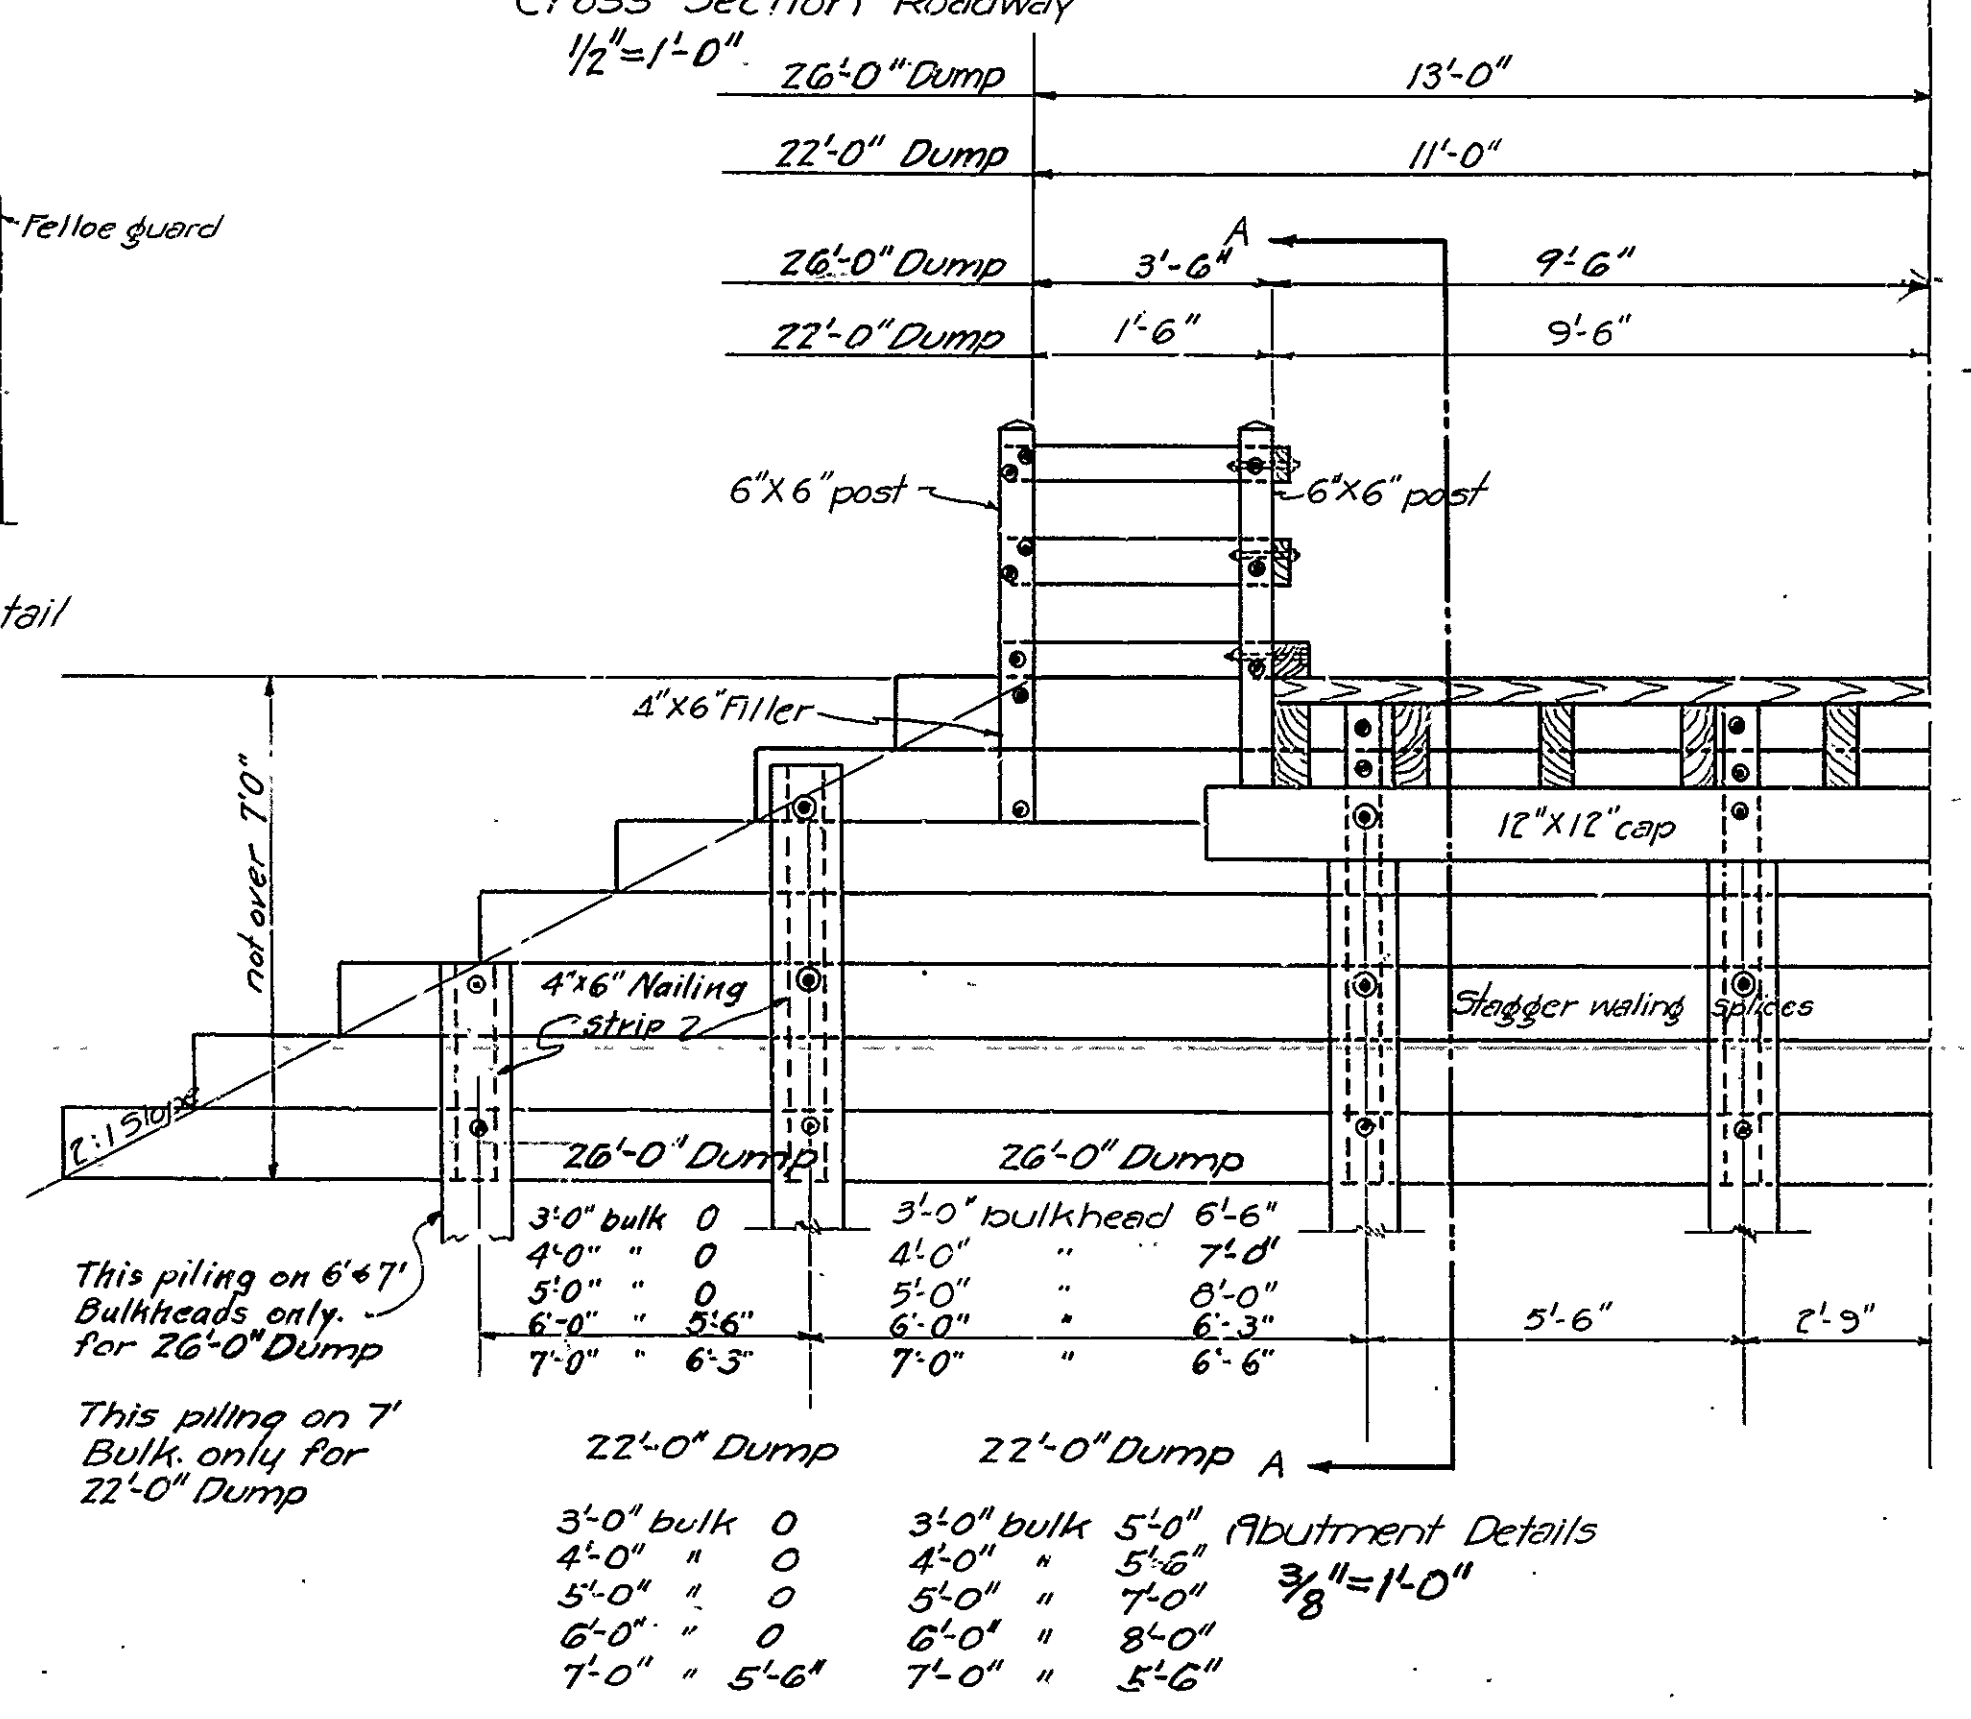 Cross Section Roadway
1/2"=1'-0"
26'-0" Dump 13'-0"
22'-0" Dump 11'-0"
Felloe guard
A
26'-0" Dump 3'-6" 9'-6"
22'-0" Dump 1'-6" 9'-6"
6"X6" post 6"X6" post
tail
4"X6" Filler
not over 7'0"
12"X12" cap
4"x6" Nailing
strip
Stagger waling splices
2:1 Slope
26'-0" Dump 26'-0" Dump
3'-0" bulk 0 3'-0" bulkhead 6'-6"
4'-0" " 0 4'-0" " 7'-0"
5'-0" " 0 5'-0" " 8'-0"
6'-0" " 5'-6" 6'-0" " 6'-3" 5'-6" 2'-9"
7'-0" " 6'-3" 7'-0" " 6'-6"
This piling on 6'&7'
Bulkheads only.
for 26'-0" Dump
This piling on 7'
Bulk. only for
22'-0" Dump
22'-0" Dump 22'-0" Dump A
3'-0" bulk 0 3'-0" bulk 5'-0"
4'-0" " 0 4'-0" " 5'-6"
5'-0" " 0 5'-0" " 7'-0"
6'-0" " 0 6'-0" " 8'-0"
7'-0" " 5'-6" 7'-0" " 5'-6"
Abutment Details
3/8"=1'-0"